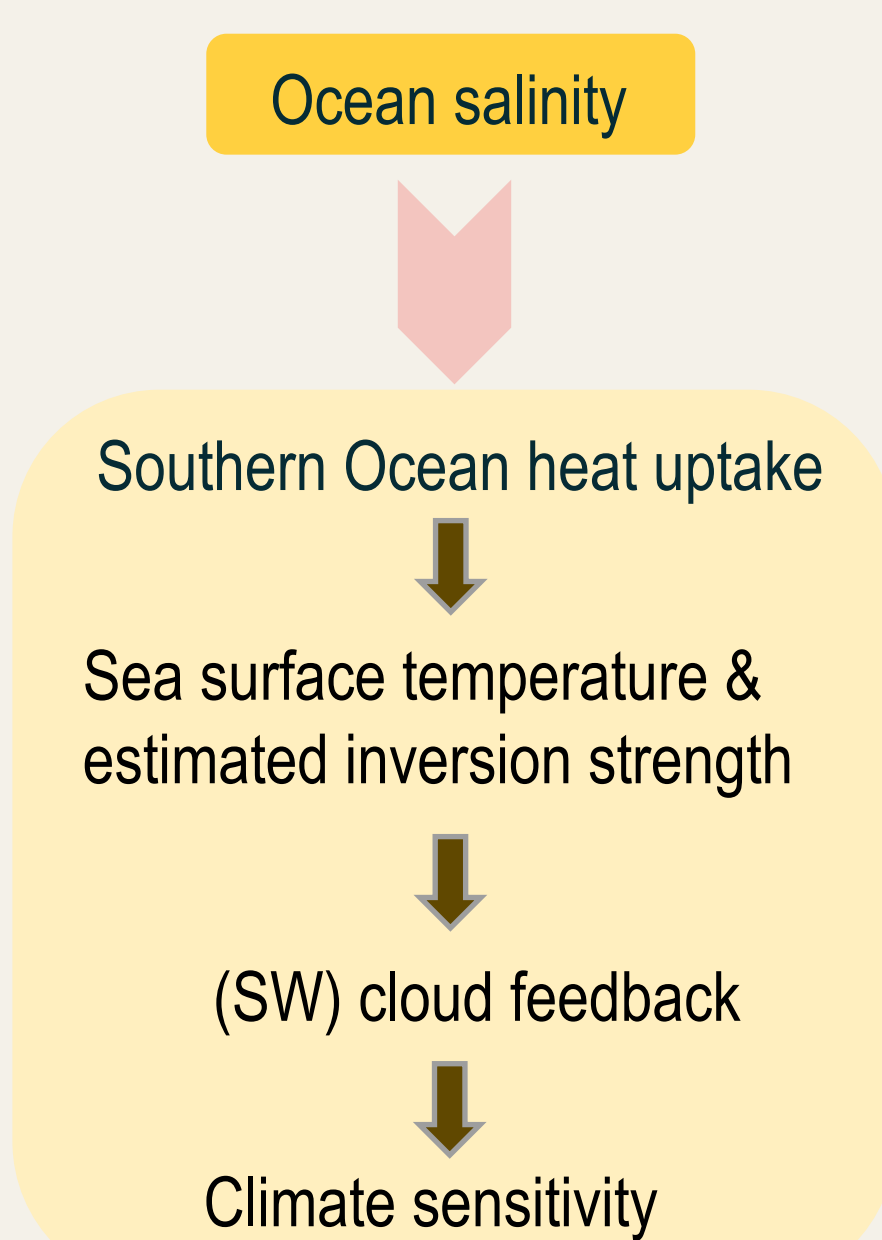 Ocean salinity
Southern Ocean heat uptake
Sea surface temperature &
estimated inversion strength
(SW) cloud feedback
Climate sensitivity